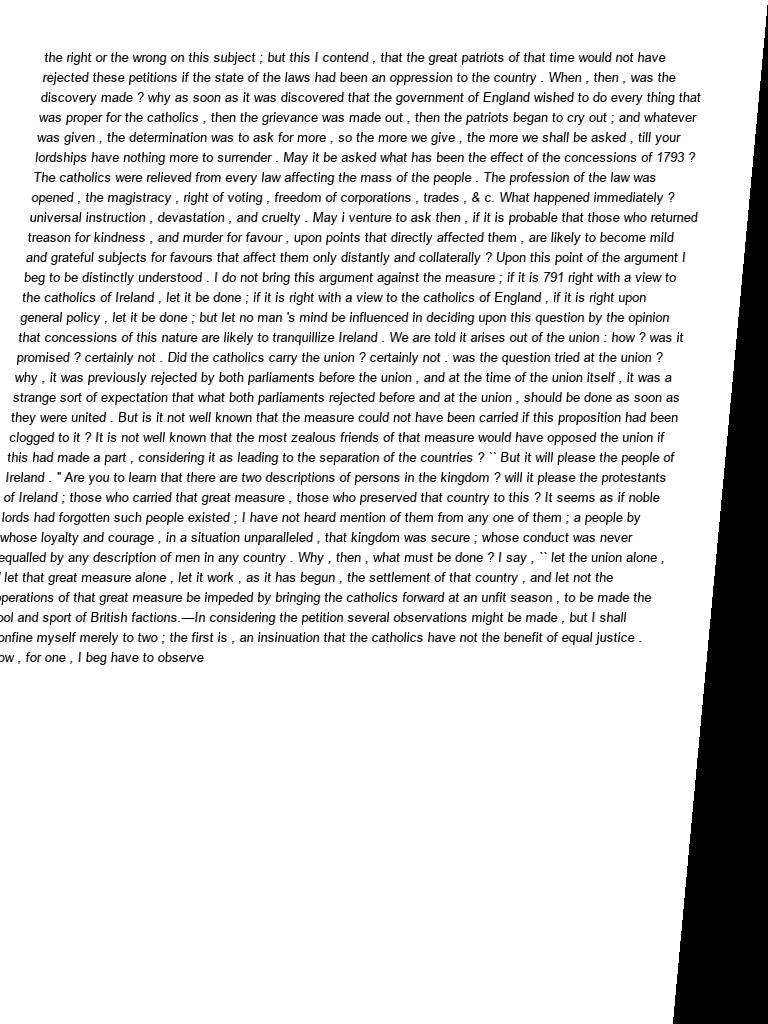 the right or the wrong on this subject ; but this I contend , that the great patriots of that time would not have
rejected these petitions if the state of the laws had been an oppression to the country . When , then , was the
discovery made ? why as soon as it was discovered that the government of England wished to do every thing that
was proper for the catholics , then the grievance was made out , then the patriots began to cry out ; and whatever
was given , the determination was to ask for more , so the more we give , the more we shall be asked , till your
lordships have nothing more to surrender . May it be asked what has been the effect of the concessions of 1793 ?
The catholics were relieved from every law affecting the mass of the people . The profession of the law was
opened , the magistracy , right of voting , freedom of corporations , trades , & c. What happened immediately ?
universal instruction , devastation , and cruelty . May i venture to ask then , if it is probable that those who returned
treason for kindness , and murder for favour , upon points that directly affected them , are likely to become mild
and grateful subjects for favours that affect them only distantly and collaterally ? Upon this point of the argument I
beg to be distinctly understood . I do not bring this argument against the measure ; if it is 791 right with a view to
the catholics of Ireland , let it be done ; if it is right with a view to the catholics of England , if it is right upon
general policy , let it be done ; but let no man 's mind be influenced in deciding upon this question by the opinion
that concessions of this nature are likely to tranquillize Ireland . We are told it arises out of the union : how ? was it
promised ? certainly not . Did the catholics carry the union ? certainly not . was the question tried at the union ?
why , it was previously rejected by both parliaments before the union , and at the time of the union itself , it was a
strange sort of expectation that what both parliaments rejected before and at the union , should be done as soon as
they were united . But is it not well known that the measure could not have been carried if this proposition had been
clogged to it ? It is not well known that the most zealous friends of that measure would have opposed the union if
this had made a part , considering it as leading to the separation of the countries ? `` But it will please the people of
Ireland . " Are you to learn that there are two descriptions of persons in the kingdom ? will it please the protestants
of Ireland ; those who carried that great measure , those who preserved that country to this ? It seems as if noble
lords had forgotten such people existed ; I have not heard mention of them from any one of them ; a people by
whose loyalty and courage , in a situation unparalleled , that kingdom was secure ; whose conduct was never
equalled by any description of men in any country . Why , then , what must be done ? I say , `` let the union alone ,
let that great measure alone , let it work , as it has begun , the settlement of that country , and let not the
operations of that great measure be impeded by bringing the catholics forward at an unfit season , to be made the
and sport of British factions.—In considering the petition several observations might be made , but I shall
confine myself merely to two ; the first is , an insinuation that the catholics have not the benefit of equal justice .
, for one , I beg have to observe